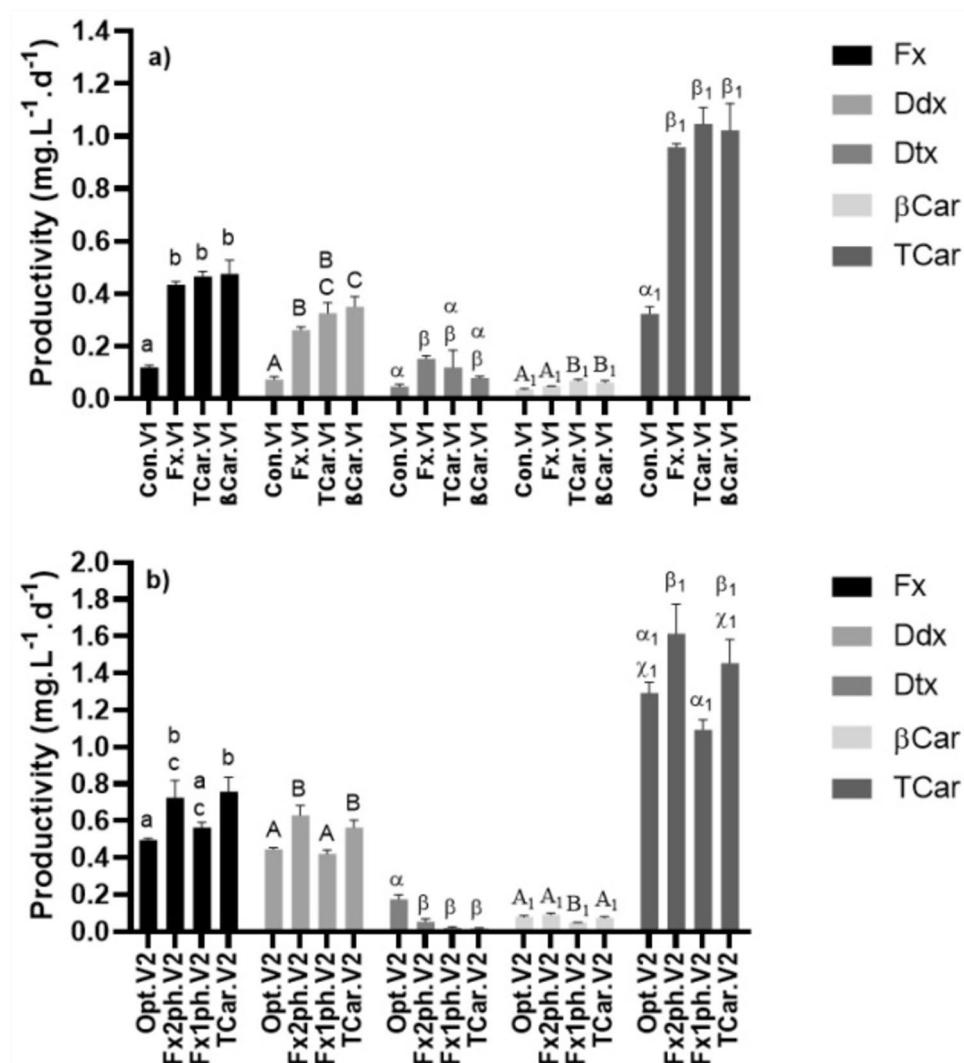 a)
Productivity (mg.L⁻¹.d⁻¹)
1.4
1.2
1.0
0.8
0.6
0.4
0.2
0.0
a
b
b
b
A
B
B
C
C
α
β
α
β
α
β
A₁
A₁
B₁
B₁
α₁
β₁
β₁
β₁
Con.V1
Fx.V1
TCar.V1
ßCar.V1
Con.V1
Fx.V1
TCar.V1
ßCar.V1
Con.V1
Fx.V1
TCar.V1
ßCar.V1
Con.V1
Fx.V1
TCar.V1
ßCar.V1
Con.V1
Fx.V1
TCar.V1
ßCar.V1
Fx
Ddx
Dtx
βCar
TCar
b)
Productivity (mg.L⁻¹.d⁻¹)
2.0
1.8
1.6
1.4
1.2
1.0
0.8
0.6
0.4
0.2
0.0
a
b
c
a
c
b
A
B
A
B
α
β
β
β
A₁
A₁
B₁
A₁
α₁
χ₁
β₁
α₁
β₁
χ₁
Opt.V2
Fx2ph.V2
Fx1ph.V2
TCar.V2
Opt.V2
Fx2ph.V2
Fx1ph.V2
TCar.V2
Opt.V2
Fx2ph.V2
Fx1ph.V2
TCar.V2
Opt.V2
Fx2ph.V2
Fx1ph.V2
TCar.V2
Opt.V2
Fx2ph.V2
Fx1ph.V2
TCar.V2
Fx
Ddx
Dtx
βCar
TCar